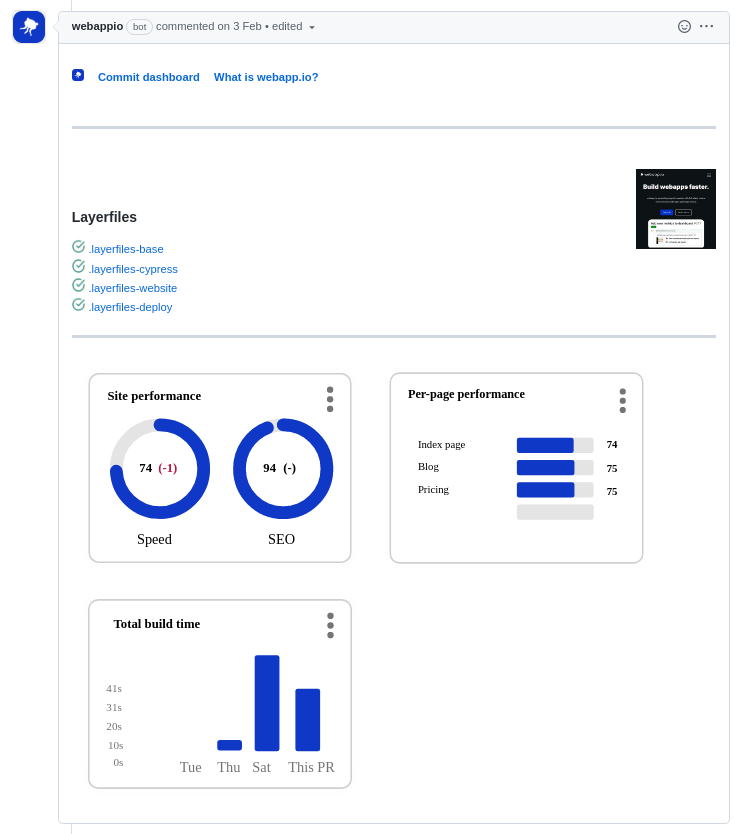 webappio bot commented on 3 Feb • edited
Commit dashboard What is webapp.io?
webapp.io
Build webapps faster.
Layerfiles
.layerfiles-base
.layerfiles-cypress
.layerfiles-website
.layerfiles-deploy
Site performance
74 (-1)
94 (-)
Speed
SEO
Per-page performance
Index page 74
Blog 75
Pricing 75
Total build time
41s
31s
20s
10s
0s
Tue Thu Sat This PR